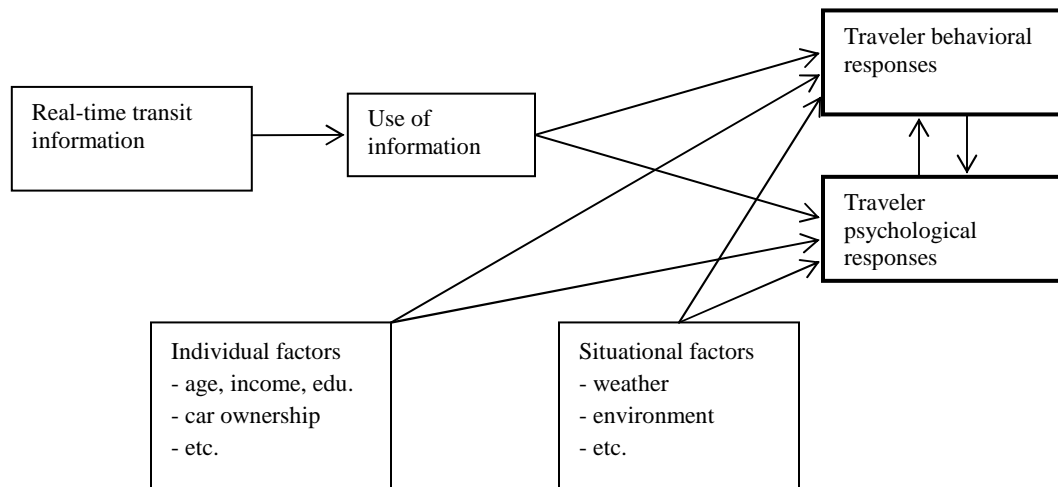 Real-time transit
information
Use of
information
Traveler behavioral
responses
Traveler
psychological
responses
Individual factors
- age, income, edu.
- car ownership
- etc.
Situational factors
- weather
- environment
- etc.